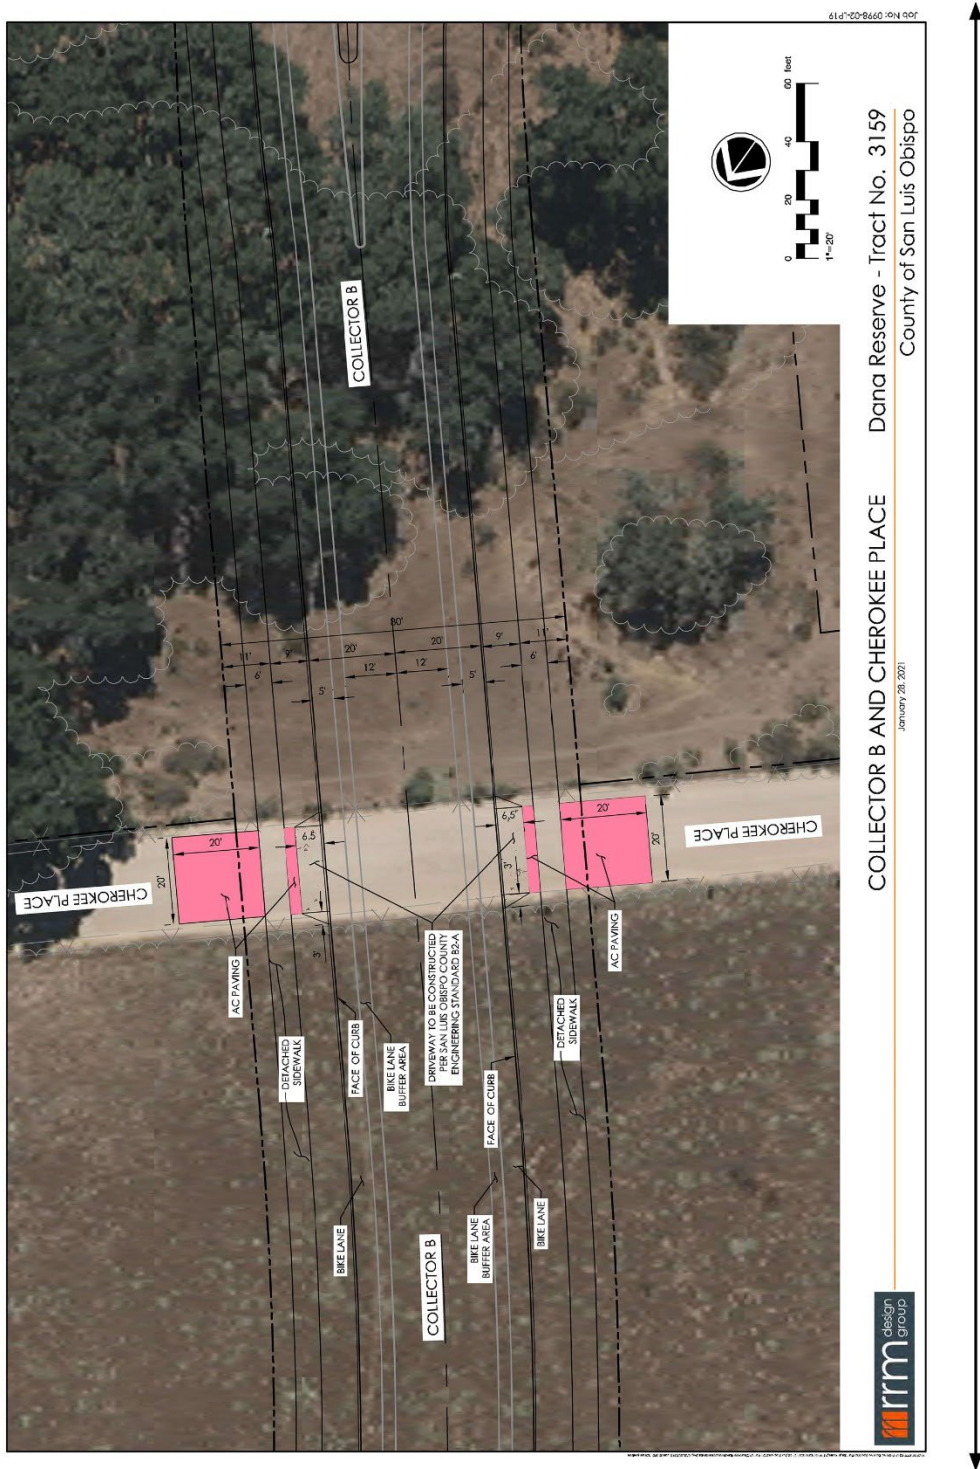 Job No: 0998-02-LP19
CHEROKEE PLACE
20'
20'
AC PAVING
DETACHED
SIDEWALK
FACE OF CURB
BIKE LANE
BUFFER AREA
BIKE LANE
COLLECTOR B
COLLECTOR B
DRIVEWAY TO BE CONSTRUCTED
PER SAN LUIS OBISPO COUNTY
ENGINEERING STANDARD B2-A
6.5
3'
11'
6'
20'
5'
12'
12'
20'
5'
9'
6'
11'
6.5'
3'
FACE OF CURB
BIKE LANE
BUFFER AREA
BIKE LANE
DETACHED
SIDEWALK
AC PAVING
20'
20'
CHEROKEE PLACE
0 20 40 60 feet
1"=20'
COLLECTOR B AND CHEROKEE PLACE
January 28, 2021
Dana Reserve - Tract No. 3159
County of San Luis Obispo
rrm design
group